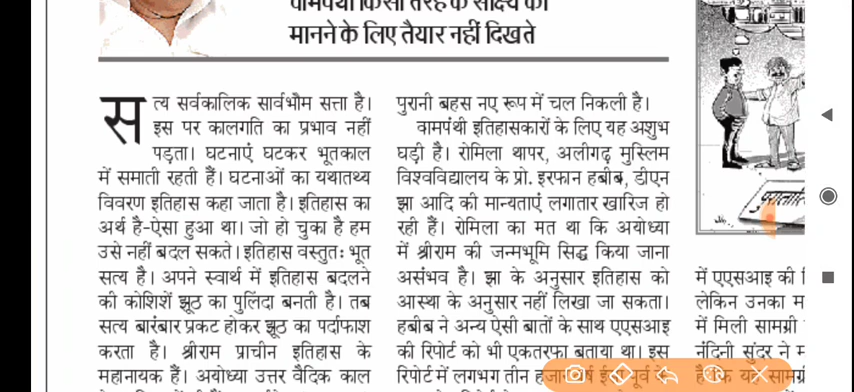 वामपंथी किसी तरह के साक्ष्य को
मानने के लिए तैयार नहीं दिखते
सत्य सर्वकालिक सार्वभौम सत्ता है।
इस पर कालगति का प्रभाव नहीं
पड़ता। घटनाएं घटकर भूतकाल
में समाती रहती हैं। घटनाओं का यथातथ्य
विवरण इतिहास कहा जाता है। इतिहास का
अर्थ है-ऐसा हुआ था। जो हो चुका है हम
उसे नहीं बदल सकते। इतिहास वस्तुतः भूत
सत्य है। अपने स्वार्थ में इतिहास बदलने
की कोशिशें झूठ का पुलिंदा बनती है। तब
सत्य बारंबार प्रकट होकर झूठ का पर्दाफाश
करता है। श्रीराम प्राचीन इतिहास के
महानायक हैं। अयोध्या उत्तर वैदिक काल
पुरानी बहस नए रूप में चल निकली है।
वामपंथी इतिहासकारों के लिए यह अशुभ
घड़ी है। रोमिला थापर, अलीगढ़ मुस्लिम
विश्वविद्यालय के प्रो. इरफान हबीब, डीएन
झा आदि की मान्यताएं लगातार खारिज हो
रही हैं। रोमिला का मत था कि अयोध्या
में श्रीराम की जन्मभूमि सिद्ध किया जाना
असंभव है। झा के अनुसार इतिहास को
आस्था के अनुसार नहीं लिखा जा सकता।
हबीब ने अन्य ऐसी बातों के साथ एएसआइ
की रिपोर्ट को भी एकतरफा बताया था। इस
रिपोर्ट में लगभग तीन
में एएसआइ की
लेकिन उनका
में मिली सामग्री
नंदिनी सुंदर ने